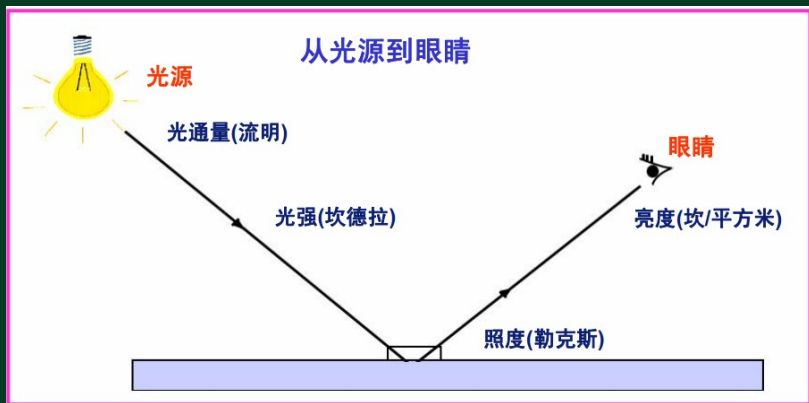 从光源到眼睛
光源
光通量(流明)
眼睛
光强(坎德拉)
亮度(坎/平方米)
照度(勒克斯)